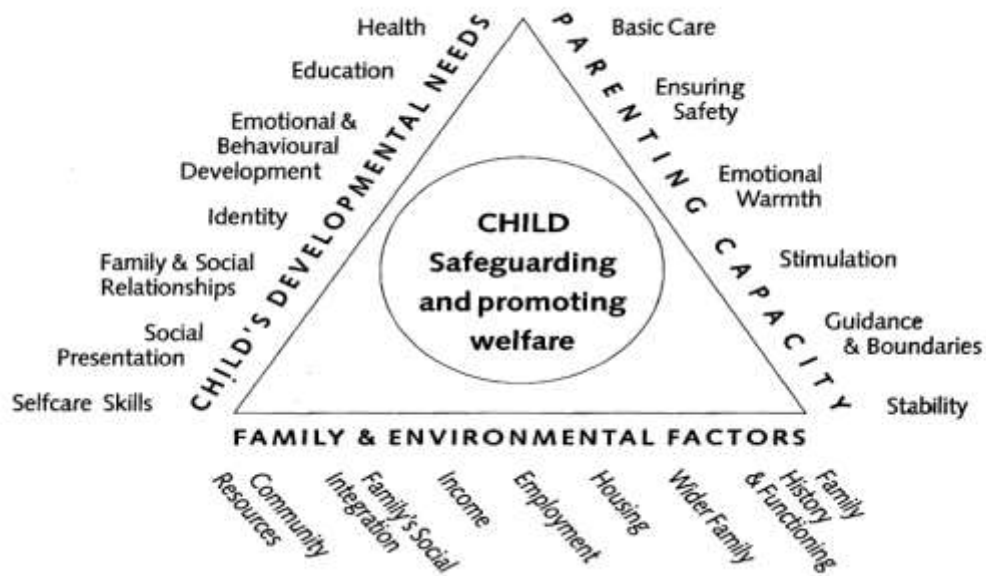 Health
Education
Emotional &
Behavioural
Development
Identity
Family & Social
Relationships
Social
Presentation
Selfcare Skills
CHILD'S DEVELOPMENTAL NEEDS
CHILD
Safeguarding
and promoting
welfare
PARENTING CAPACITY
Basic Care
Ensuring
Safety
Emotional
Warmth
Stimulation
Guidance
& Boundaries
Stability
FAMILY & ENVIRONMENTAL FACTORS
Community
Resources
Family's Social
Integration
Income
Employment
Housing
Wider Family
Family
History
& Functioning